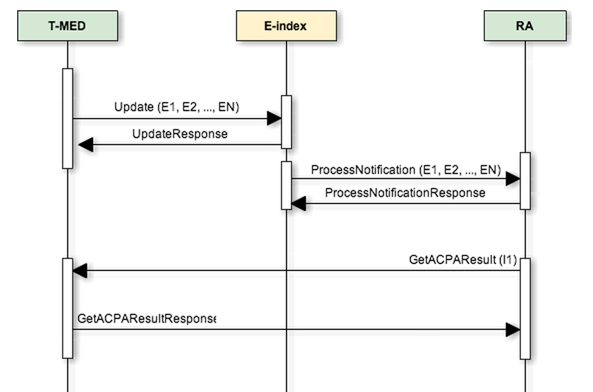 T-MED
E-index
RA
Update (E1, E2, ..., EN)
UpdateResponse
ProcessNotification (E1, E2, ..., EN)
ProcessNotificationResponse
GetACPAResult (I1)
GetACPAResultResponse